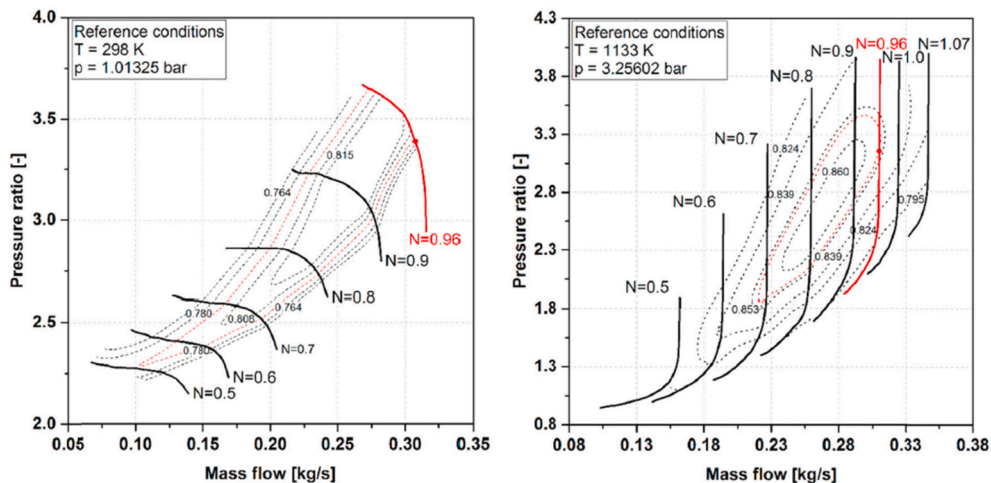 Reference conditions
T = 298 K
p = 1.01325 bar
Pressure ratio [-]
4.0
3.5
3.0
2.5
2.0
0.815
0.764
N=0.96
N=0.9
N=0.8
0.780
0.808
0.764
N=0.7
0.780
N=0.6
N=0.5
0.05
0.10
0.15
0.20
0.25
0.30
0.35
Mass flow [kg/s]
Reference conditions
T = 1133 K
p = 3.25602 bar
Pressure ratio [-]
4.3
3.8
3.3
2.8
2.3
1.8
1.3
0.8
N=0.96
N=1.07
N=0.9
N=1.0
N=0.8
N=0.7
0.824
0.860
0.839
N=0.6
0.795
0.824
0.839
N=0.5
0.853
0.08
0.13
0.18
0.23
0.28
0.33
0.38
Mass flow [kg/s]